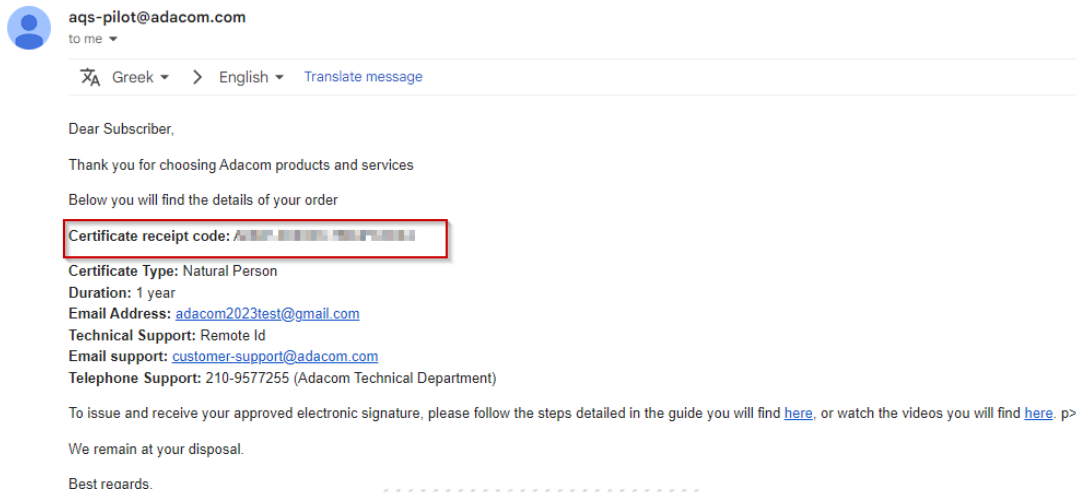 aqs-pilot@adacom.com
to me
Greek > English Translate message
Dear Subscriber,
Thank you for choosing Adacom products and services
Below you will find the details of your order
Certificate receipt code:
Certificate Type: Natural Person
Duration: 1 year
Email Address: adacom2023test@gmail.com
Technical Support: Remote Id
Email support: customer-support@adacom.com
Telephone Support: 210-9577255 (Adacom Technical Department)
To issue and receive your approved electronic signature, please follow the steps detailed in the guide you will find here, or watch the videos you will find here. p>
We remain at your disposal.
Best regards.